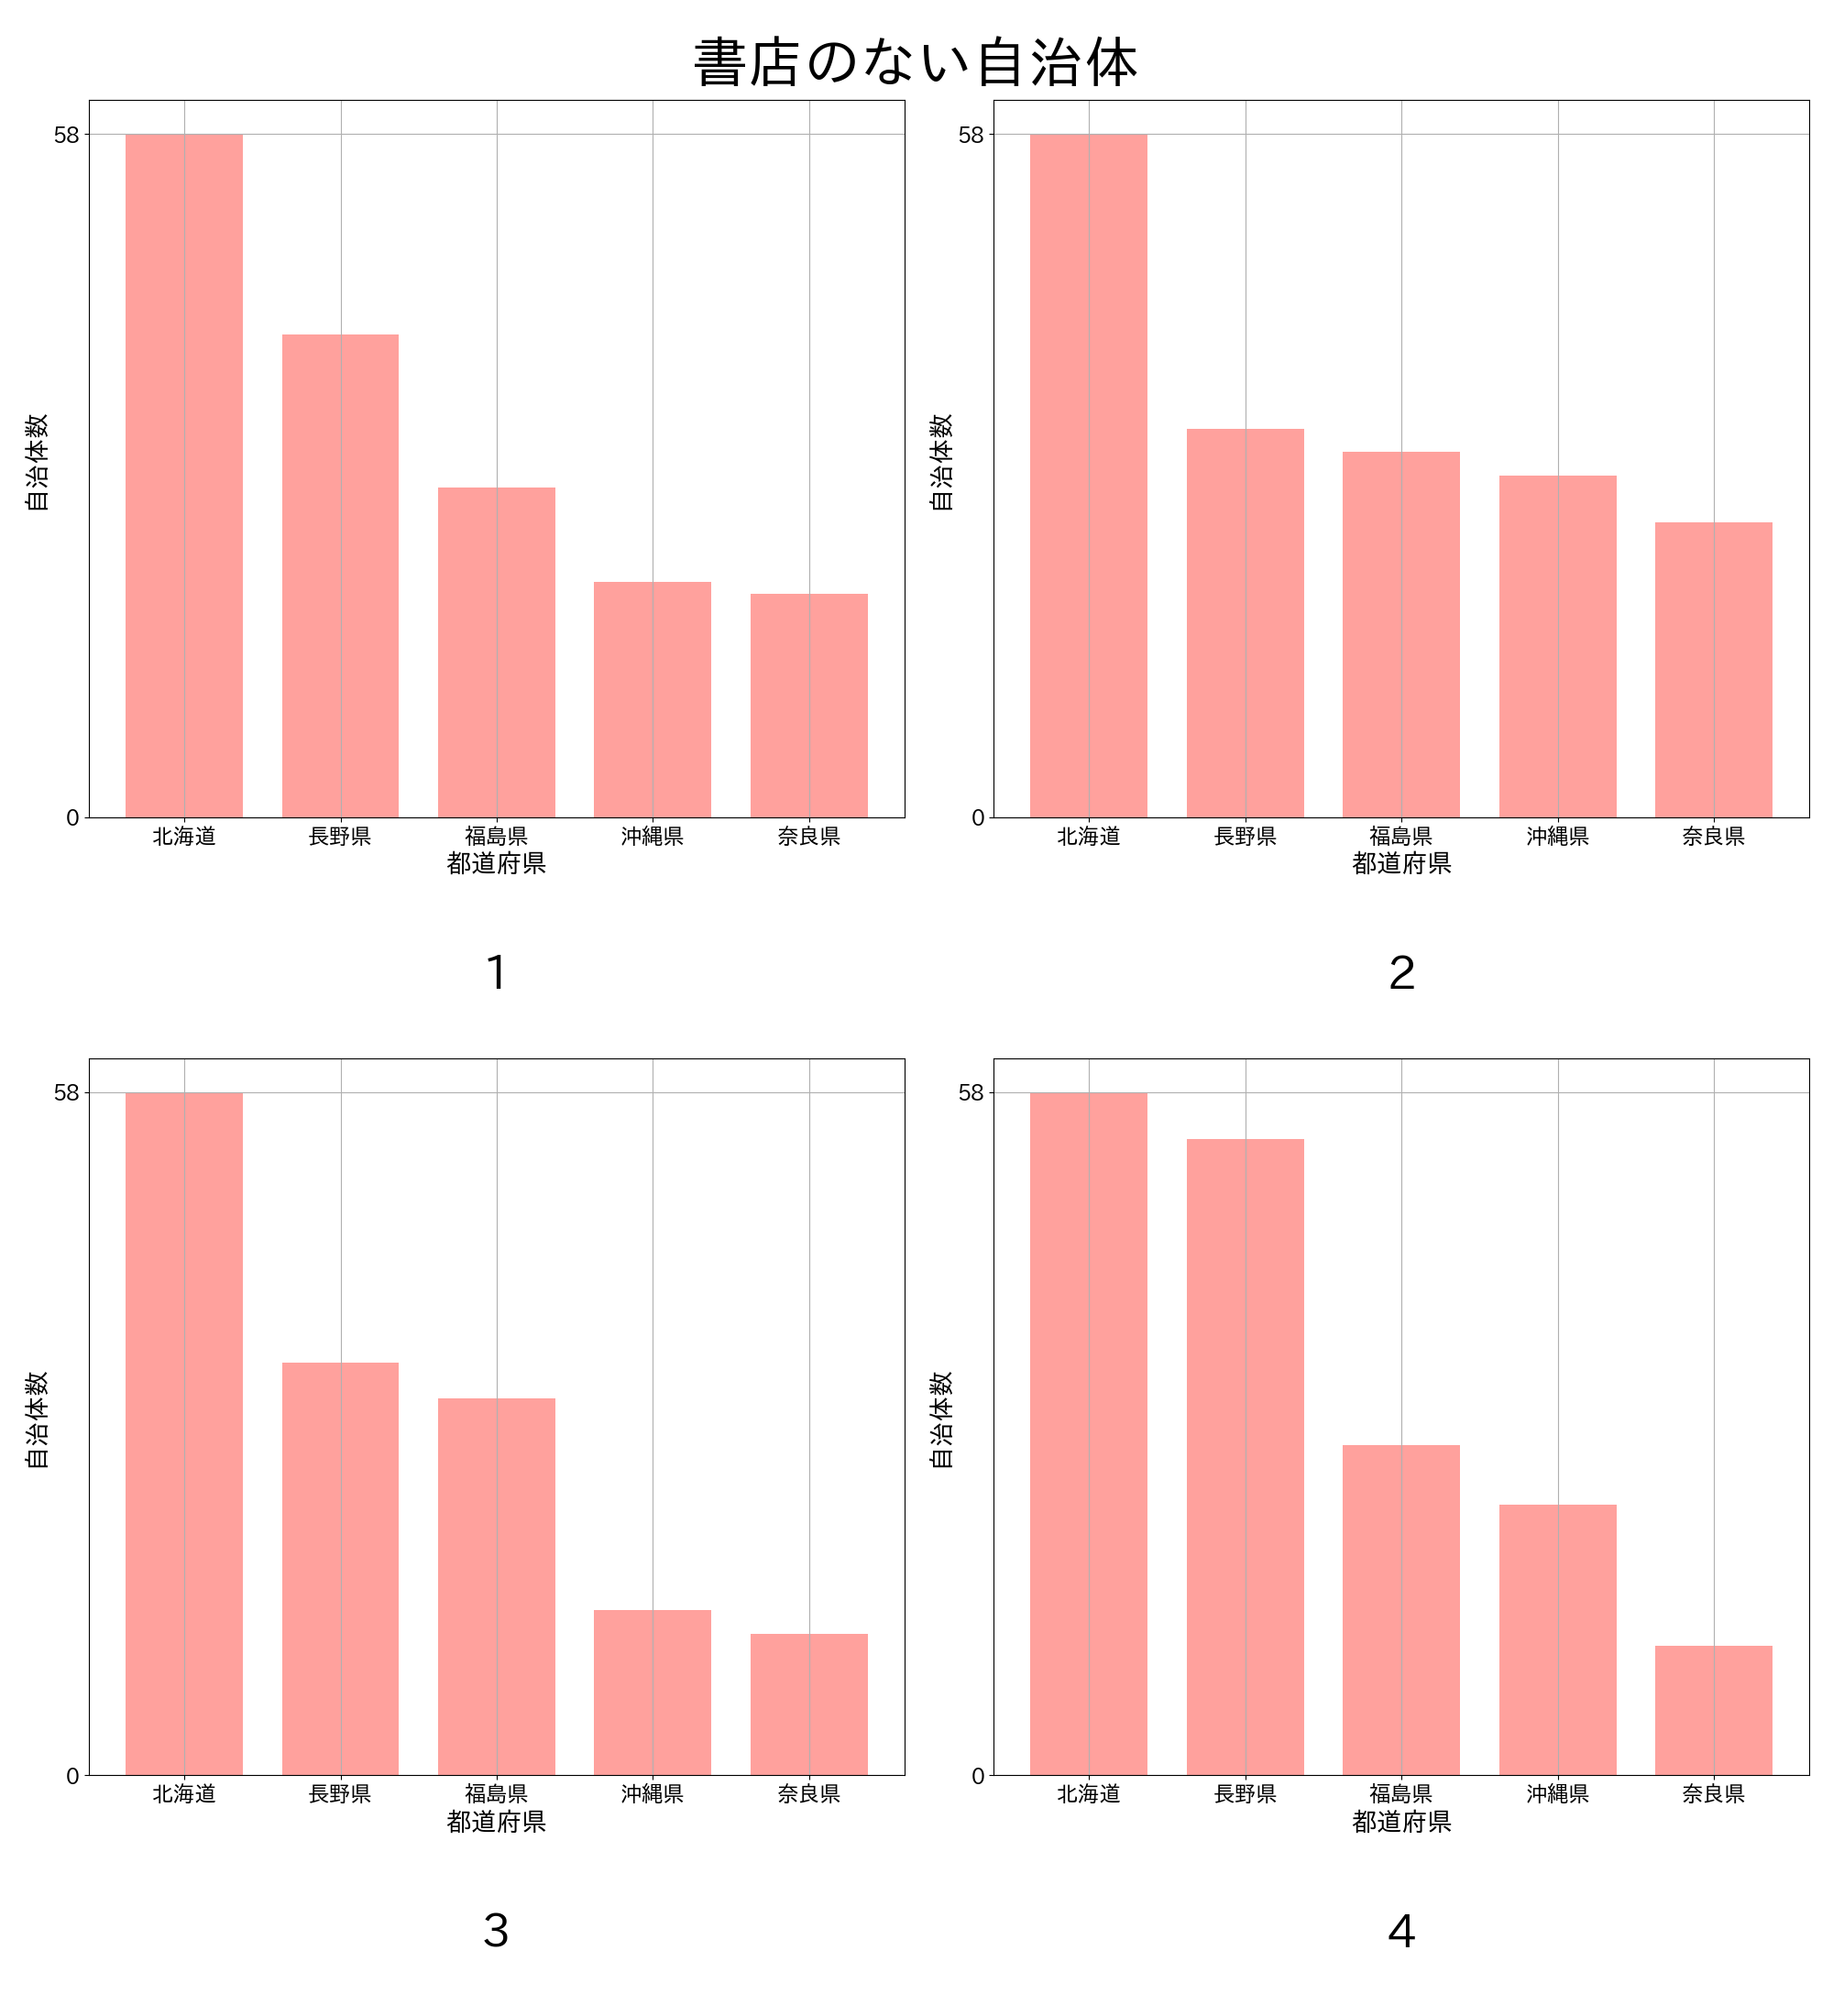 書店のない自治体
58
0
自治体数
北海道 長野県 福島県 沖縄県 奈良県
都道府県
1
58
0
自治体数
北海道 長野県 福島県 沖縄県 奈良県
都道府県
2
58
0
自治体数
北海道 長野県 福島県 沖縄県 奈良県
都道府県
3
58
0
自治体数
北海道 長野県 福島県 沖縄県 奈良県
都道府県
4